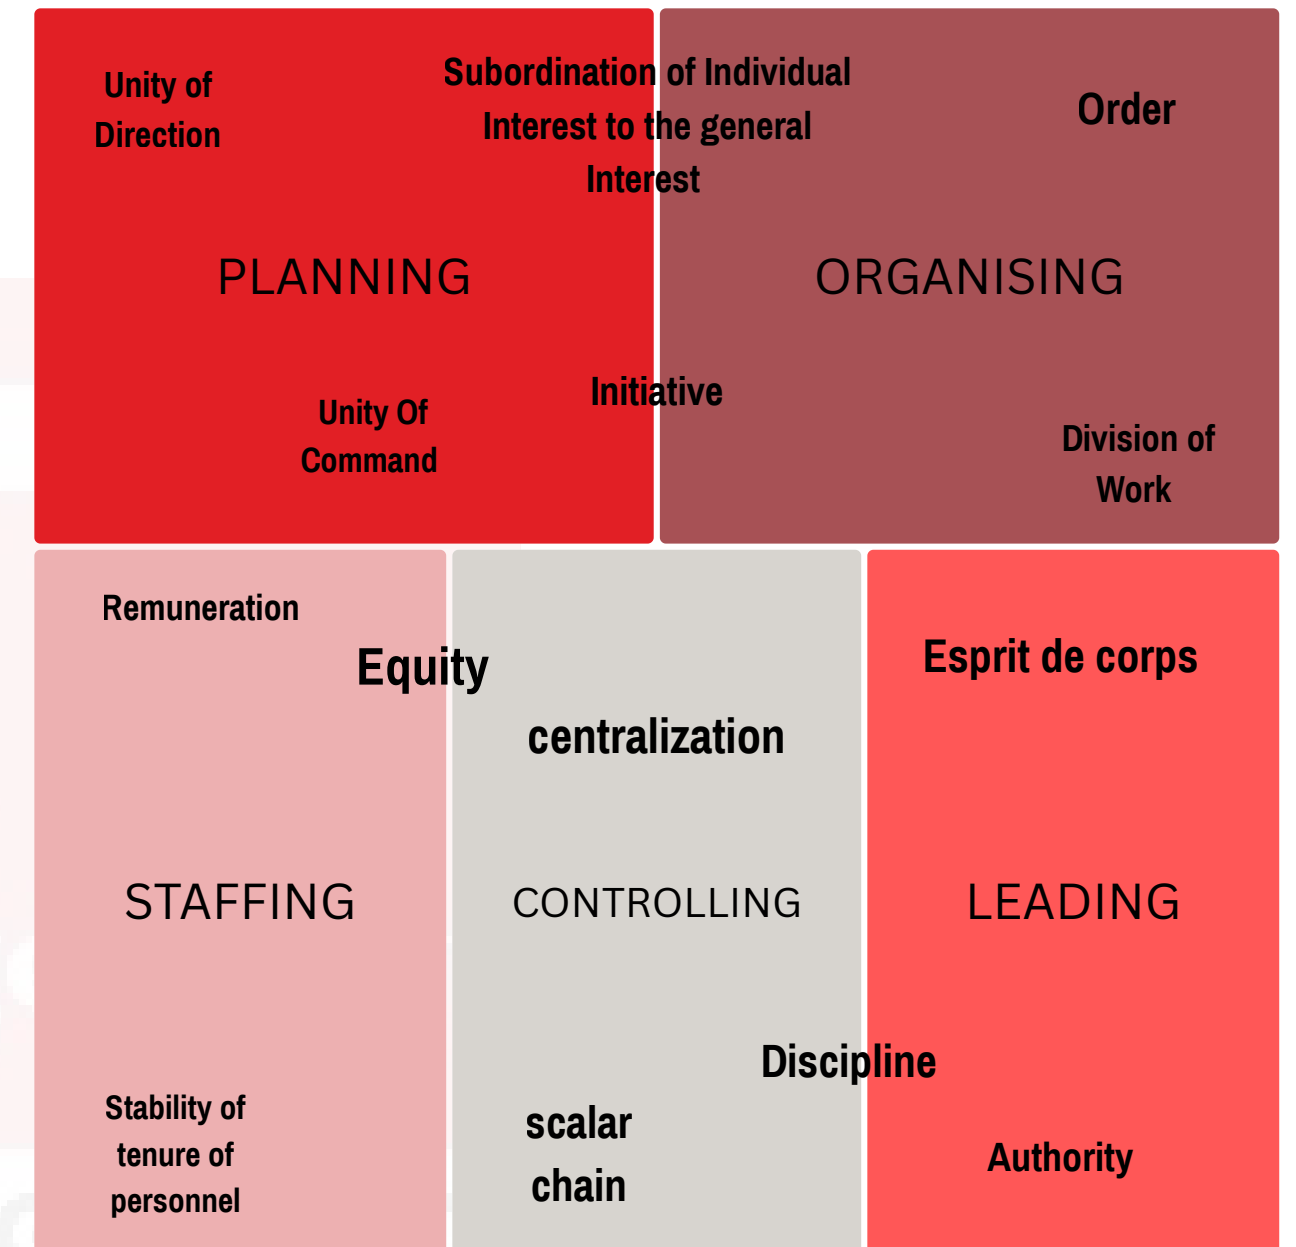 Unity of
Direction
Subordination of Individual
Interest to the general
Interest
Order
PLANNING
ORGANISING
Unity Of
Command
Initiative
Division of
Work
Remuneration
Equity
centralization
Esprit de corps
STAFFING
CONTROLLING
LEADING
Stability of
tenure of
personnel
scalar
chain
Discipline
Authority